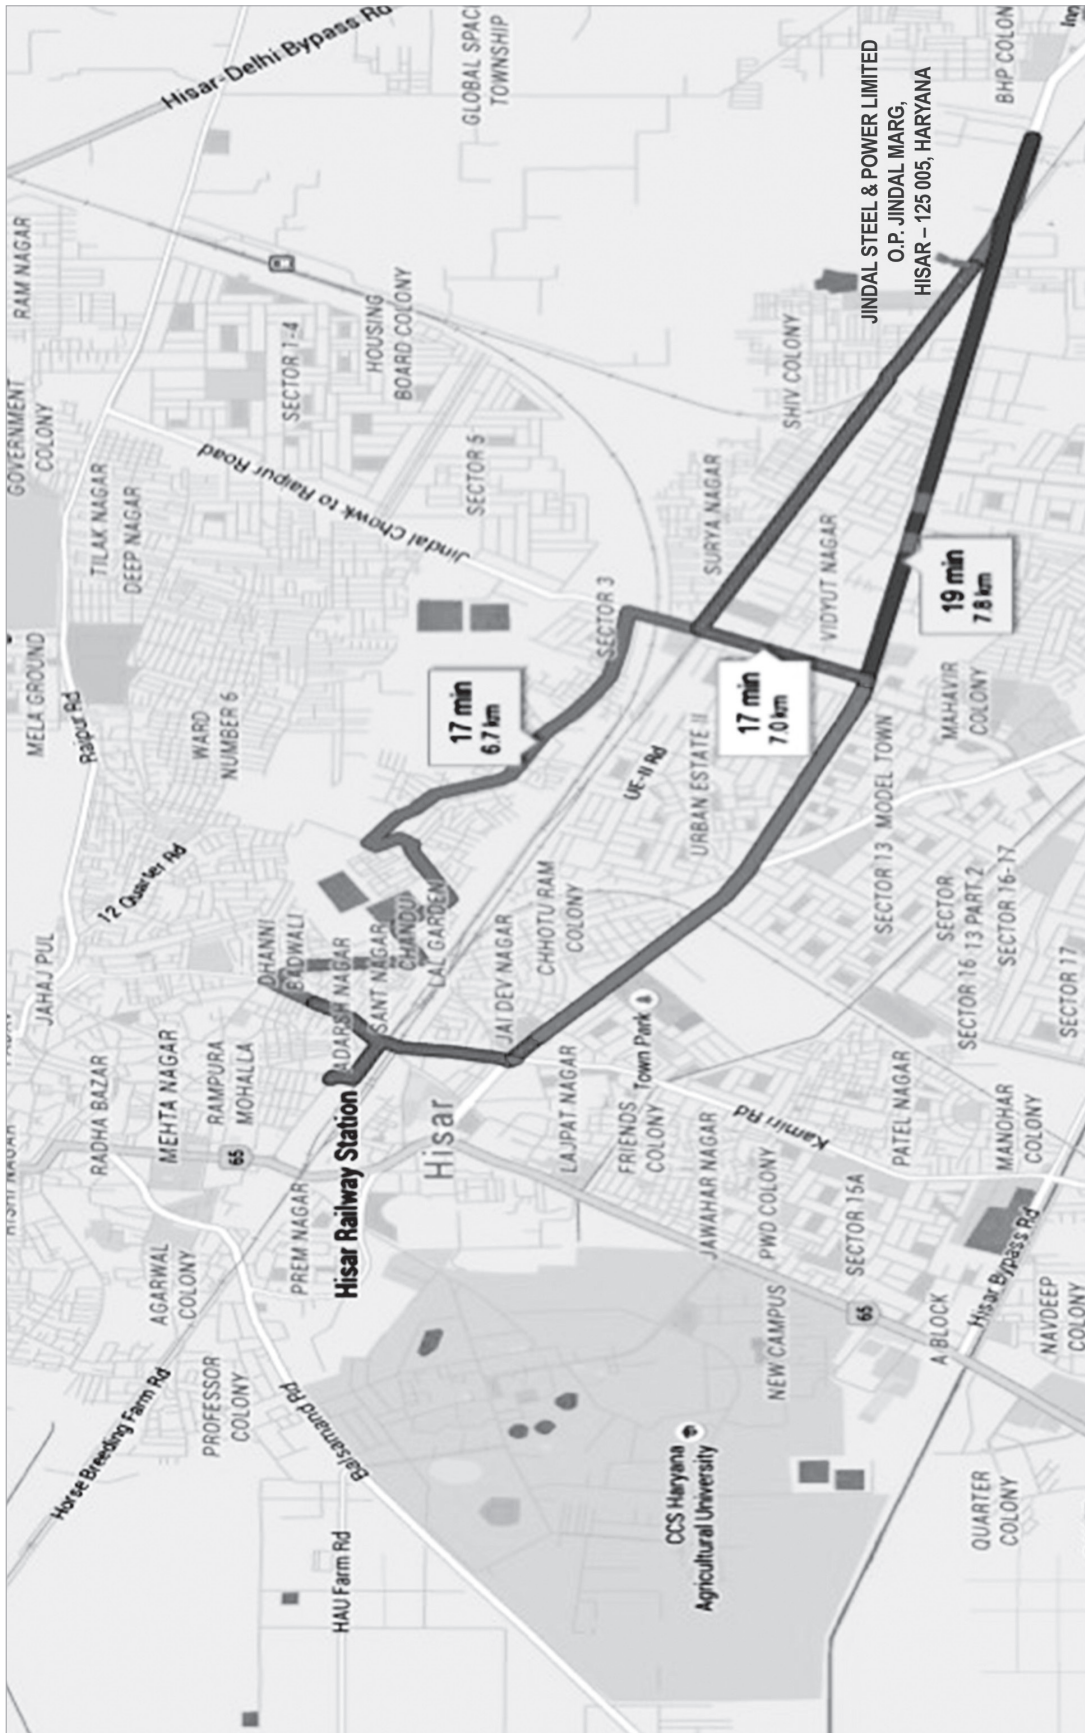 Hisar-Delhi Bypass Rd
GLOBAL SPAC
TOWNSHIP
BHP COLON
Inn
JINDAL STEEL & POWER LIMITED
O.P. JINDAL MARG,
HISAR – 125 005, HARYANA
RAM NAGAR
GOVERNMENT
COLONY
SECTOR 1-4
HOUSING
BOARD COLONY
SHIV COLONY
TILAK NAGAR
DEEP NAGAR
Jindal Chowk to Raipur Road
SECTOR 5
SURYA NAGAR
VIDYUT NAGAR
19 min
7.8 km
MELA GROUND
Raipur Rd
WARD
NUMBER 6
17 min
6.7 km
SECTOR 3
17 min
7.0 km
MAHAVIR
COLONY
UE-II Rd
URBAN ESTATE II
SECTOR 13
MODEL TOWN
12 Quarter Rd
JAHAJ PUL
DHANNI
BADWALI
ADARSH NAGAR
SANT NAGAR
CHANDU
LAL GARDEN
JAI DEV NAGAR
CHHOTU RAM
COLONY
SECTOR
16 13 PART 2
SECTOR 16-17
SECTOR
SECTOR 17
RADHA BAZAR
MEHTA NAGAR
RAMPURA
MOHALLA
65
Hisar Railway Station
Hisar
LAJPAT NAGAR
Town Park
FRIENDS
COLONY
Kamiri Rd
JAWAHAR NAGAR
PWD COLONY
PATEL NAGAR
MANOHAR
COLONY
SECTOR 15A
AGARWAL
COLONY
PREM NAGAR
NEW CAMPUS
65
A BLOCK
Hisar Bypass Rd
NAVDEEP
COLONY
Horse Breeding Farm Rd
PROFESSOR
COLONY
Balsamand Rd
HAU Farm Rd
CCS Haryana
Agricultural University
QUARTER
COLONY